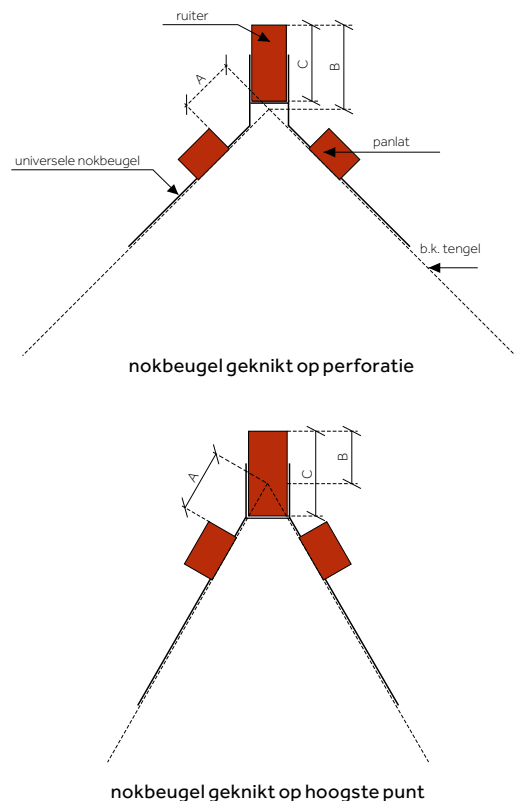 ruiter
A
C
B
panlat
universele nokbeugel
b.k. tengel
nokbeugel geknikt op perforatie
A
C
B
nokbeugel geknikt op hoogste punt